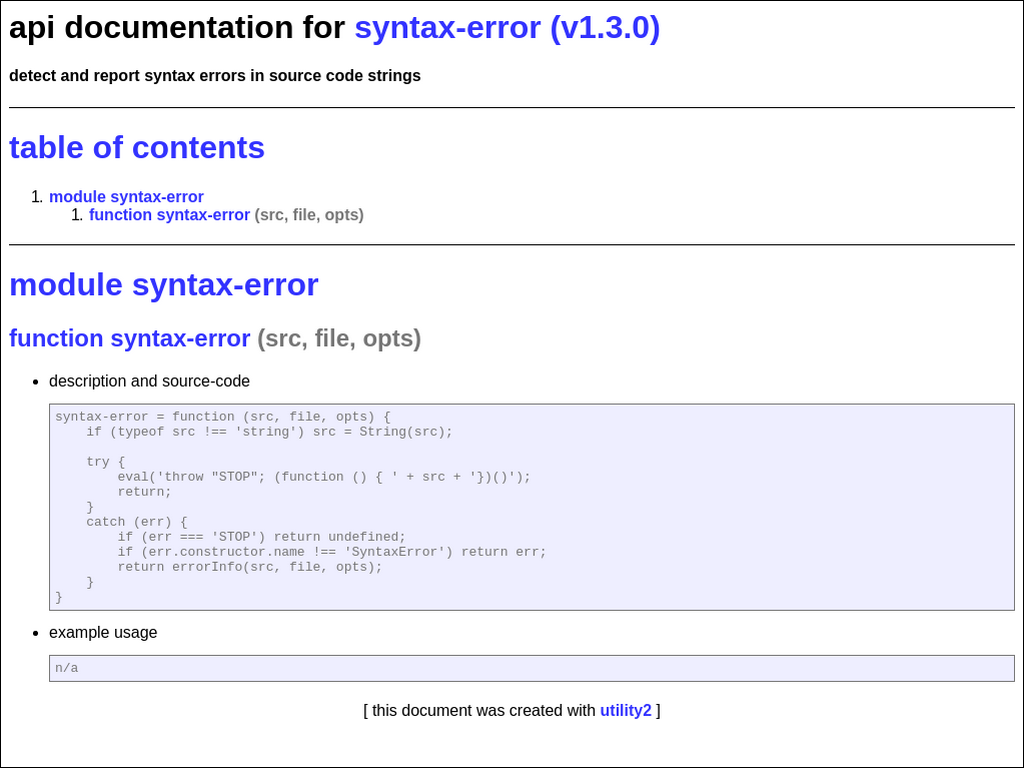 api documentation for syntax-error (v1.3.0)
detect and report syntax errors in source code strings
table of contents
1. module syntax-error
1. function syntax-error (src, file, opts)
module syntax-error
function syntax-error (src, file, opts)
• description and source-code
syntax-error = function (src, file, opts) {
    if (typeof src !== 'string') src = String(src);

    try {
        eval('throw "STOP"; (function () { ' + src + '})()');
        return;
    }
    catch (err) {
        if (err === 'STOP') return undefined;
        if (err.constructor.name !== 'SyntaxError') return err;
        return errorInfo(src, file, opts);
    }
}
• example usage
n/a
[ this document was created with utility2 ]